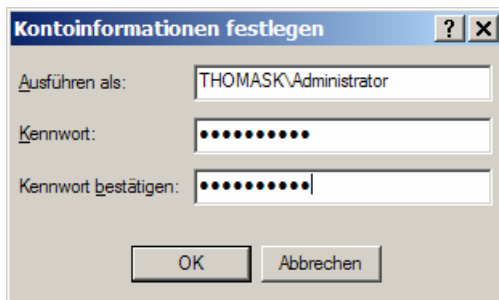 Kontoinformationen festlegen ? X
Ausführen als: THOMASK\Administrator
Kennwort: ••••••••••
Kennwort bestätigen: ••••••••••
OK Abbrechen